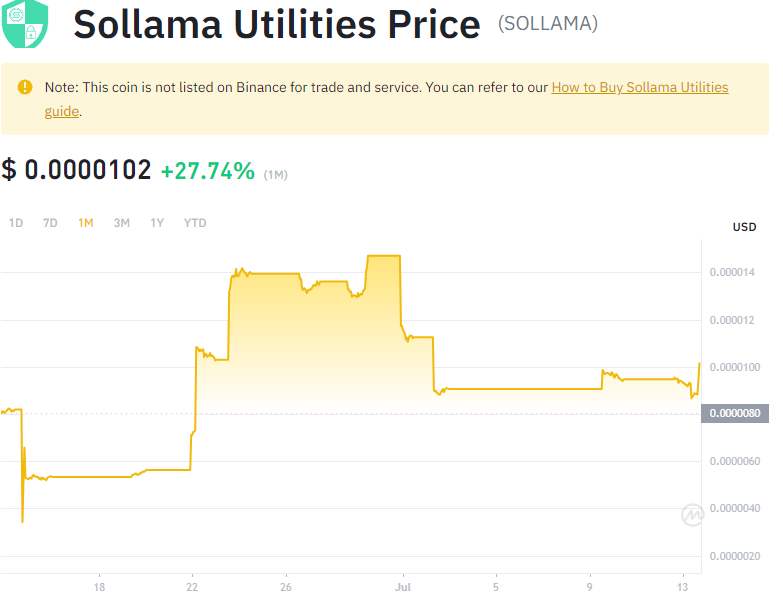 Sollama Utilities Price (SOLLAMA)
Note: This coin is not listed on Binance for trade and service. You can refer to our How to Buy Sollama Utilities
guide.
$ 0.0000102 +27.74% (1M)
1D 7D 1M 3M 1Y YTD
USD
0.000014
0.000012
0.0000100
0.0000080
0.0000060
0.0000040
0.0000020
18 22 26 Jul 5 9 13